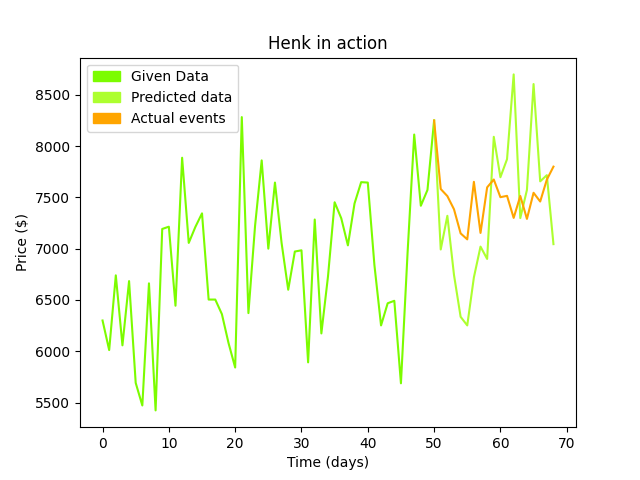 Henk in action
Given Data
Predicted data
Actual events
Price ($)
8500
8000
7500
7000
6500
6000
5500
0 10 20 30 40 50 60 70
Time (days)